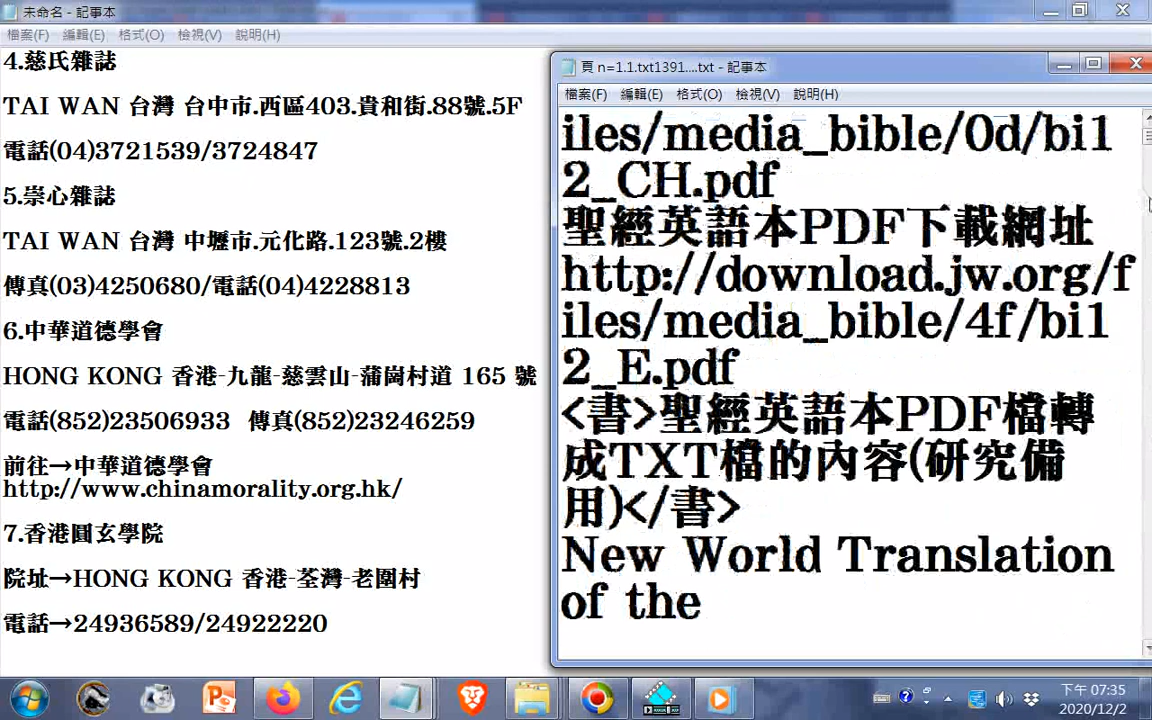 未命名 - 記事本
檔案(F) 編輯(E) 格式(O) 檢視(V) 說明(H)
4.慈氏雜誌
TAI WAN 台灣 台中市.西區403.貴和街.88號.5F
電話(04)3721539/3724847
5.崇心雜誌
TAI WAN 台灣 中壢市.元化路.123號.2樓
傳真(03)4250680/電話(04)4228813
6.中華道德學會
HONG KONG 香港-九龍-慈雲山-蒲崗村道 165 號
電話(852)23506933 傳真(852)23246259
前往→中華道德學會
http://www.chinamorality.org.hk/
7.香港圓玄學院
院址→HONG KONG 香港-荃灣-老圍村
電話→24936589/24922220
頁 n=1.1.txt1391....txt - 記事本
檔案(F) 編輯(E) 格式(O) 檢視(V) 說明(H)
iles/media_bible/0d/bi1
2_CH.pdf
聖經英語本PDF下載網址
http://download.jw.org/f
iles/media_bible/4f/bi1
2_E.pdf
<書>聖經英語本PDF檔轉
成TXT檔的內容(研究備
用)</書>
New World Translation
of the
下午 07:35
2020/12/2